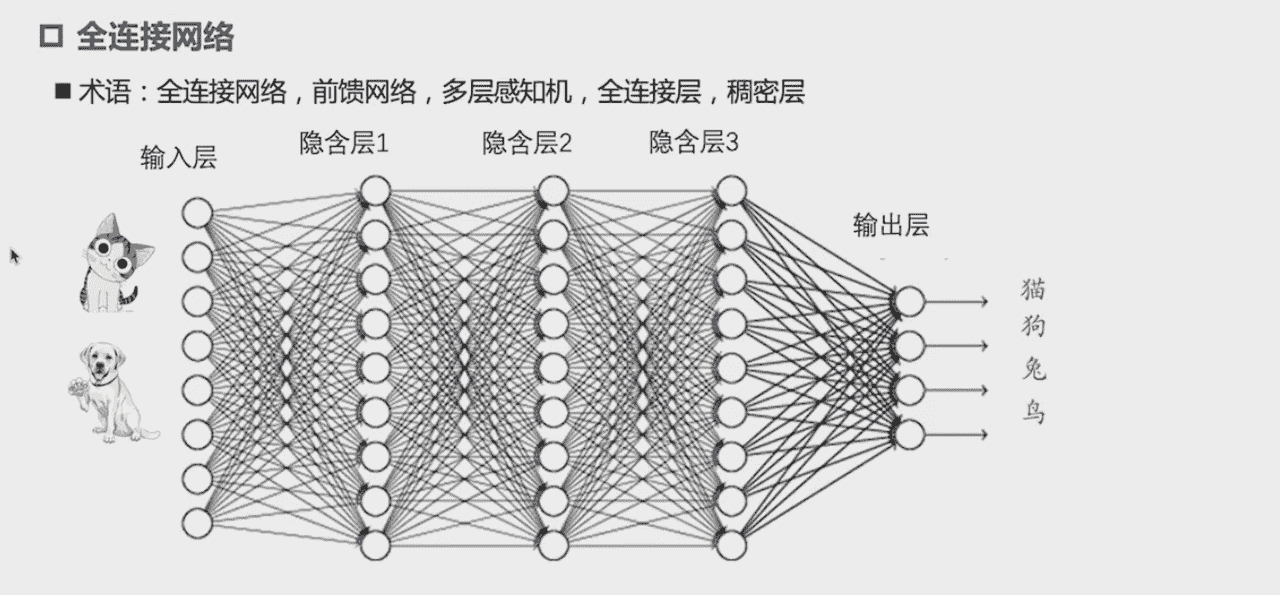 全连接网络
术语：全连接网络，前馈网络，多层感知机，全连接层，稠密层
输入层
隐含层1
隐含层2
隐含层3
输出层
猫
狗
兔
鸟